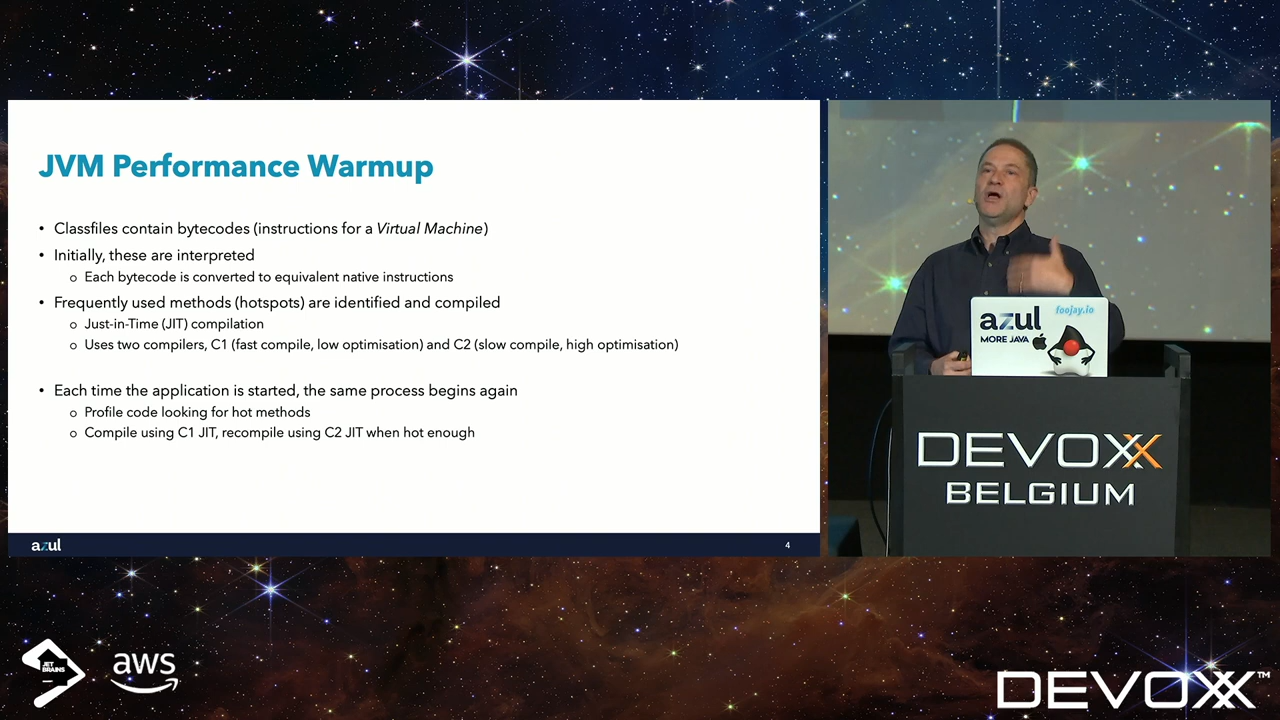 JVM Performance Warmup
• Classfiles contain bytecodes (instructions for a Virtual Machine)
• Initially, these are interpreted
o Each bytecode is converted to equivalent native instructions
• Frequently used methods (hotspots) are identified and compiled
o Just-in-Time (JIT) compilation
o Uses two compilers, C1 (fast compile, low optimisation) and C2 (slow compile, high optimisation)
• Each time the application is started, the same process begins again
o Profile code looking for hot methods
o Compile using C1 JIT, recompile using C2 JIT when hot enough
azul
4
azul
MORE JAVA
foojay.io
DEVOXX
BELGIUM
JET
BRAINS
aws
DEVOXX™